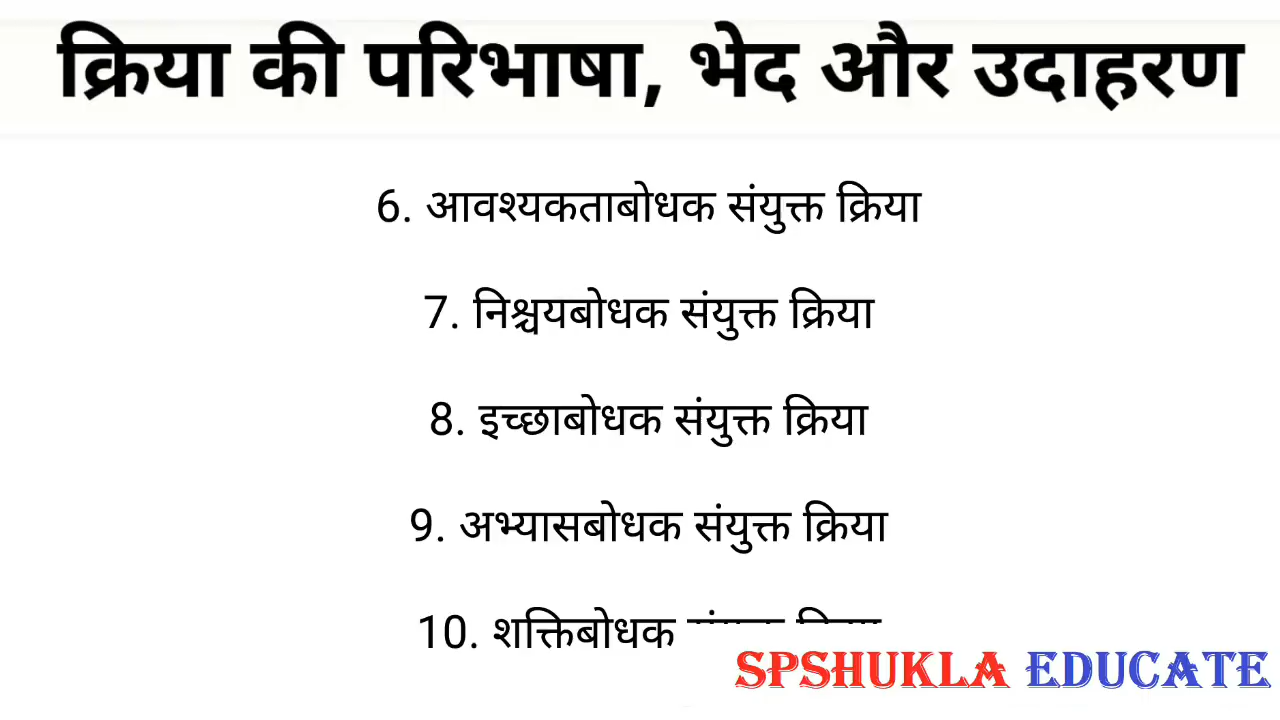 क्रिया की परिभाषा, भेद और उदाहरण
6. आवश्यकताबोधक संयुक्त क्रिया
7. निश्चयबोधक संयुक्त क्रिया
8. इच्छाबोधक संयुक्त क्रिया
9. अभ्यासबोधक संयुक्त क्रिया
10. शक्तिबोधक
SPSHUKLA EDUCATE